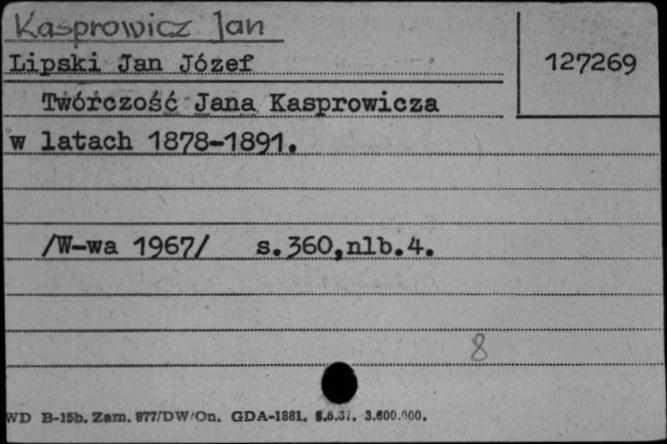 Kasprowicz Jan
Lipski Jan Józef
127269
Twórczość Jana Kasprowicza
w latach 1878-1891.
/W-wa 1967/ s.360,nlb.4.
8
WD B-15b. Zam. 877/DW/On. GDA-1881. 3.600.000.